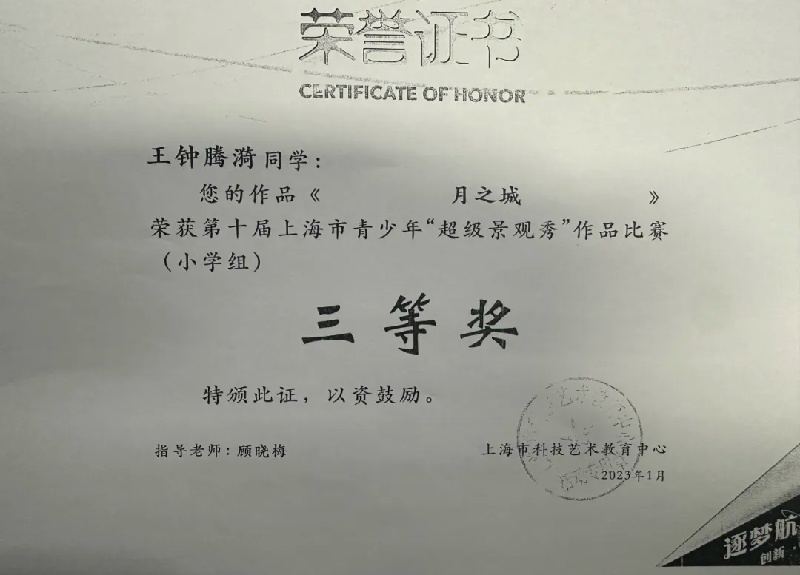 荣誉证书
CERTIFICATE OF HONOR
王钟腾漪同学：
您的作品《 月之城 》
荣获第十届上海市青少年“超级景观秀”作品比赛
（小学组）
三等奖
特颁此证，以资鼓励。
指导老师：顾晓梅
上海市科技艺术教育中心
2023年1月
逐梦航
创新